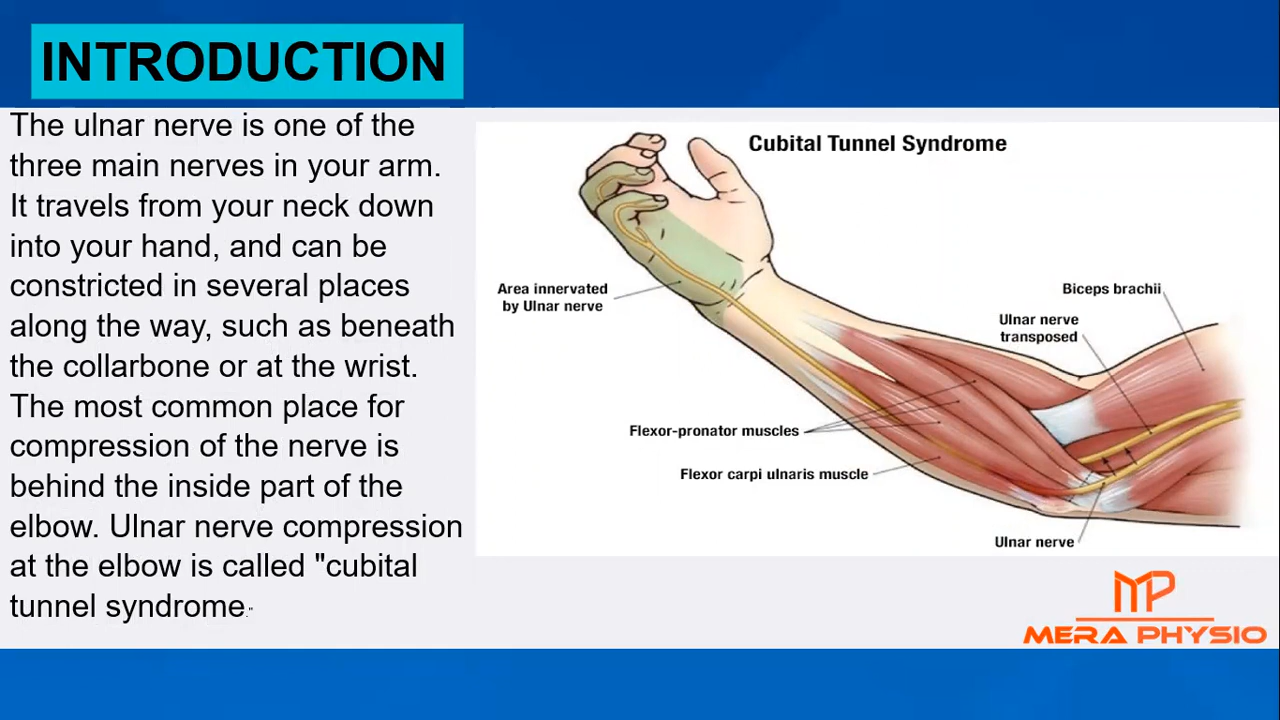 INTRODUCTION
The ulnar nerve is one of the
three main nerves in your arm.
It travels from your neck down
into your hand, and can be
constricted in several places
along the way, such as beneath
the collarbone or at the wrist.
The most common place for
compression of the nerve is
behind the inside part of the
elbow. Ulnar nerve compression
at the elbow is called "cubital
tunnel syndrome."
Cubital Tunnel Syndrome
Area innervated
by Ulnar nerve
Biceps brachii
Ulnar nerve
transposed
Flexor-pronator muscles
Flexor carpi ulnaris muscle
Ulnar nerve
MP
MERA PHYSIO